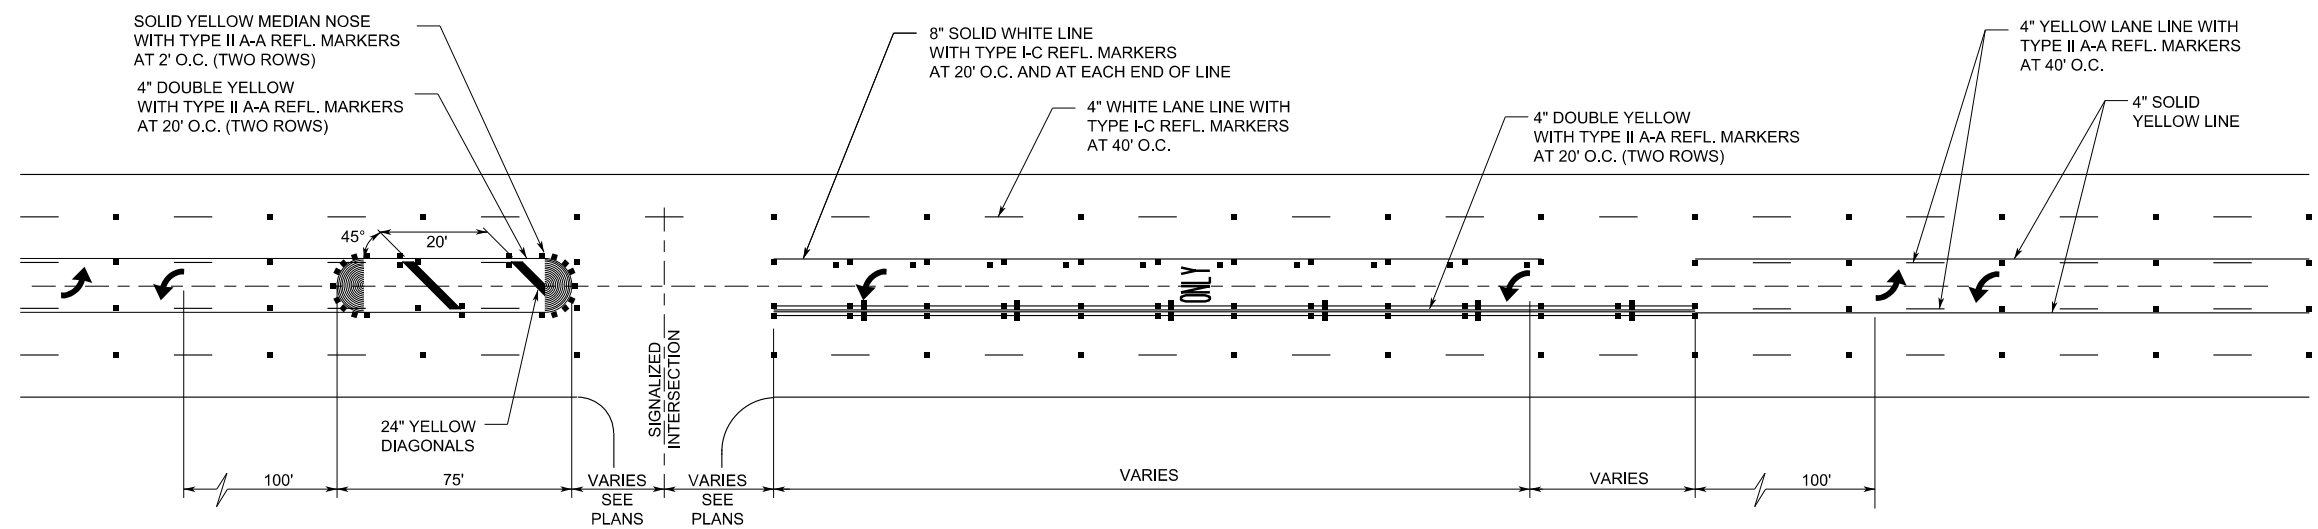 SOLID YELLOW MEDIAN NOSE
WITH TYPE II A-A REFL. MARKERS
AT 2' O.C. (TWO ROWS)
4" DOUBLE YELLOW
WITH TYPE II A-A REFL. MARKERS
AT 20' O.C. (TWO ROWS)
8" SOLID WHITE LINE
WITH TYPE I-C REFL. MARKERS
AT 20' O.C. AND AT EACH END OF LINE
4" WHITE LANE LINE WITH
TYPE I-C REFL. MARKERS
AT 40' O.C.
4" DOUBLE YELLOW
WITH TYPE II A-A REFL. MARKERS
AT 20' O.C. (TWO ROWS)
4" YELLOW LANE LINE WITH
TYPE II A-A REFL. MARKERS
AT 40' O.C.
4" SOLID
YELLOW LINE
45°
20'
ONLY
SIGNALIZED
INTERSECTION
24" YELLOW
DIAGONALS
100'
75'
VARIES
SEE
PLANS
VARIES
SEE
PLANS
VARIES
VARIES
100'